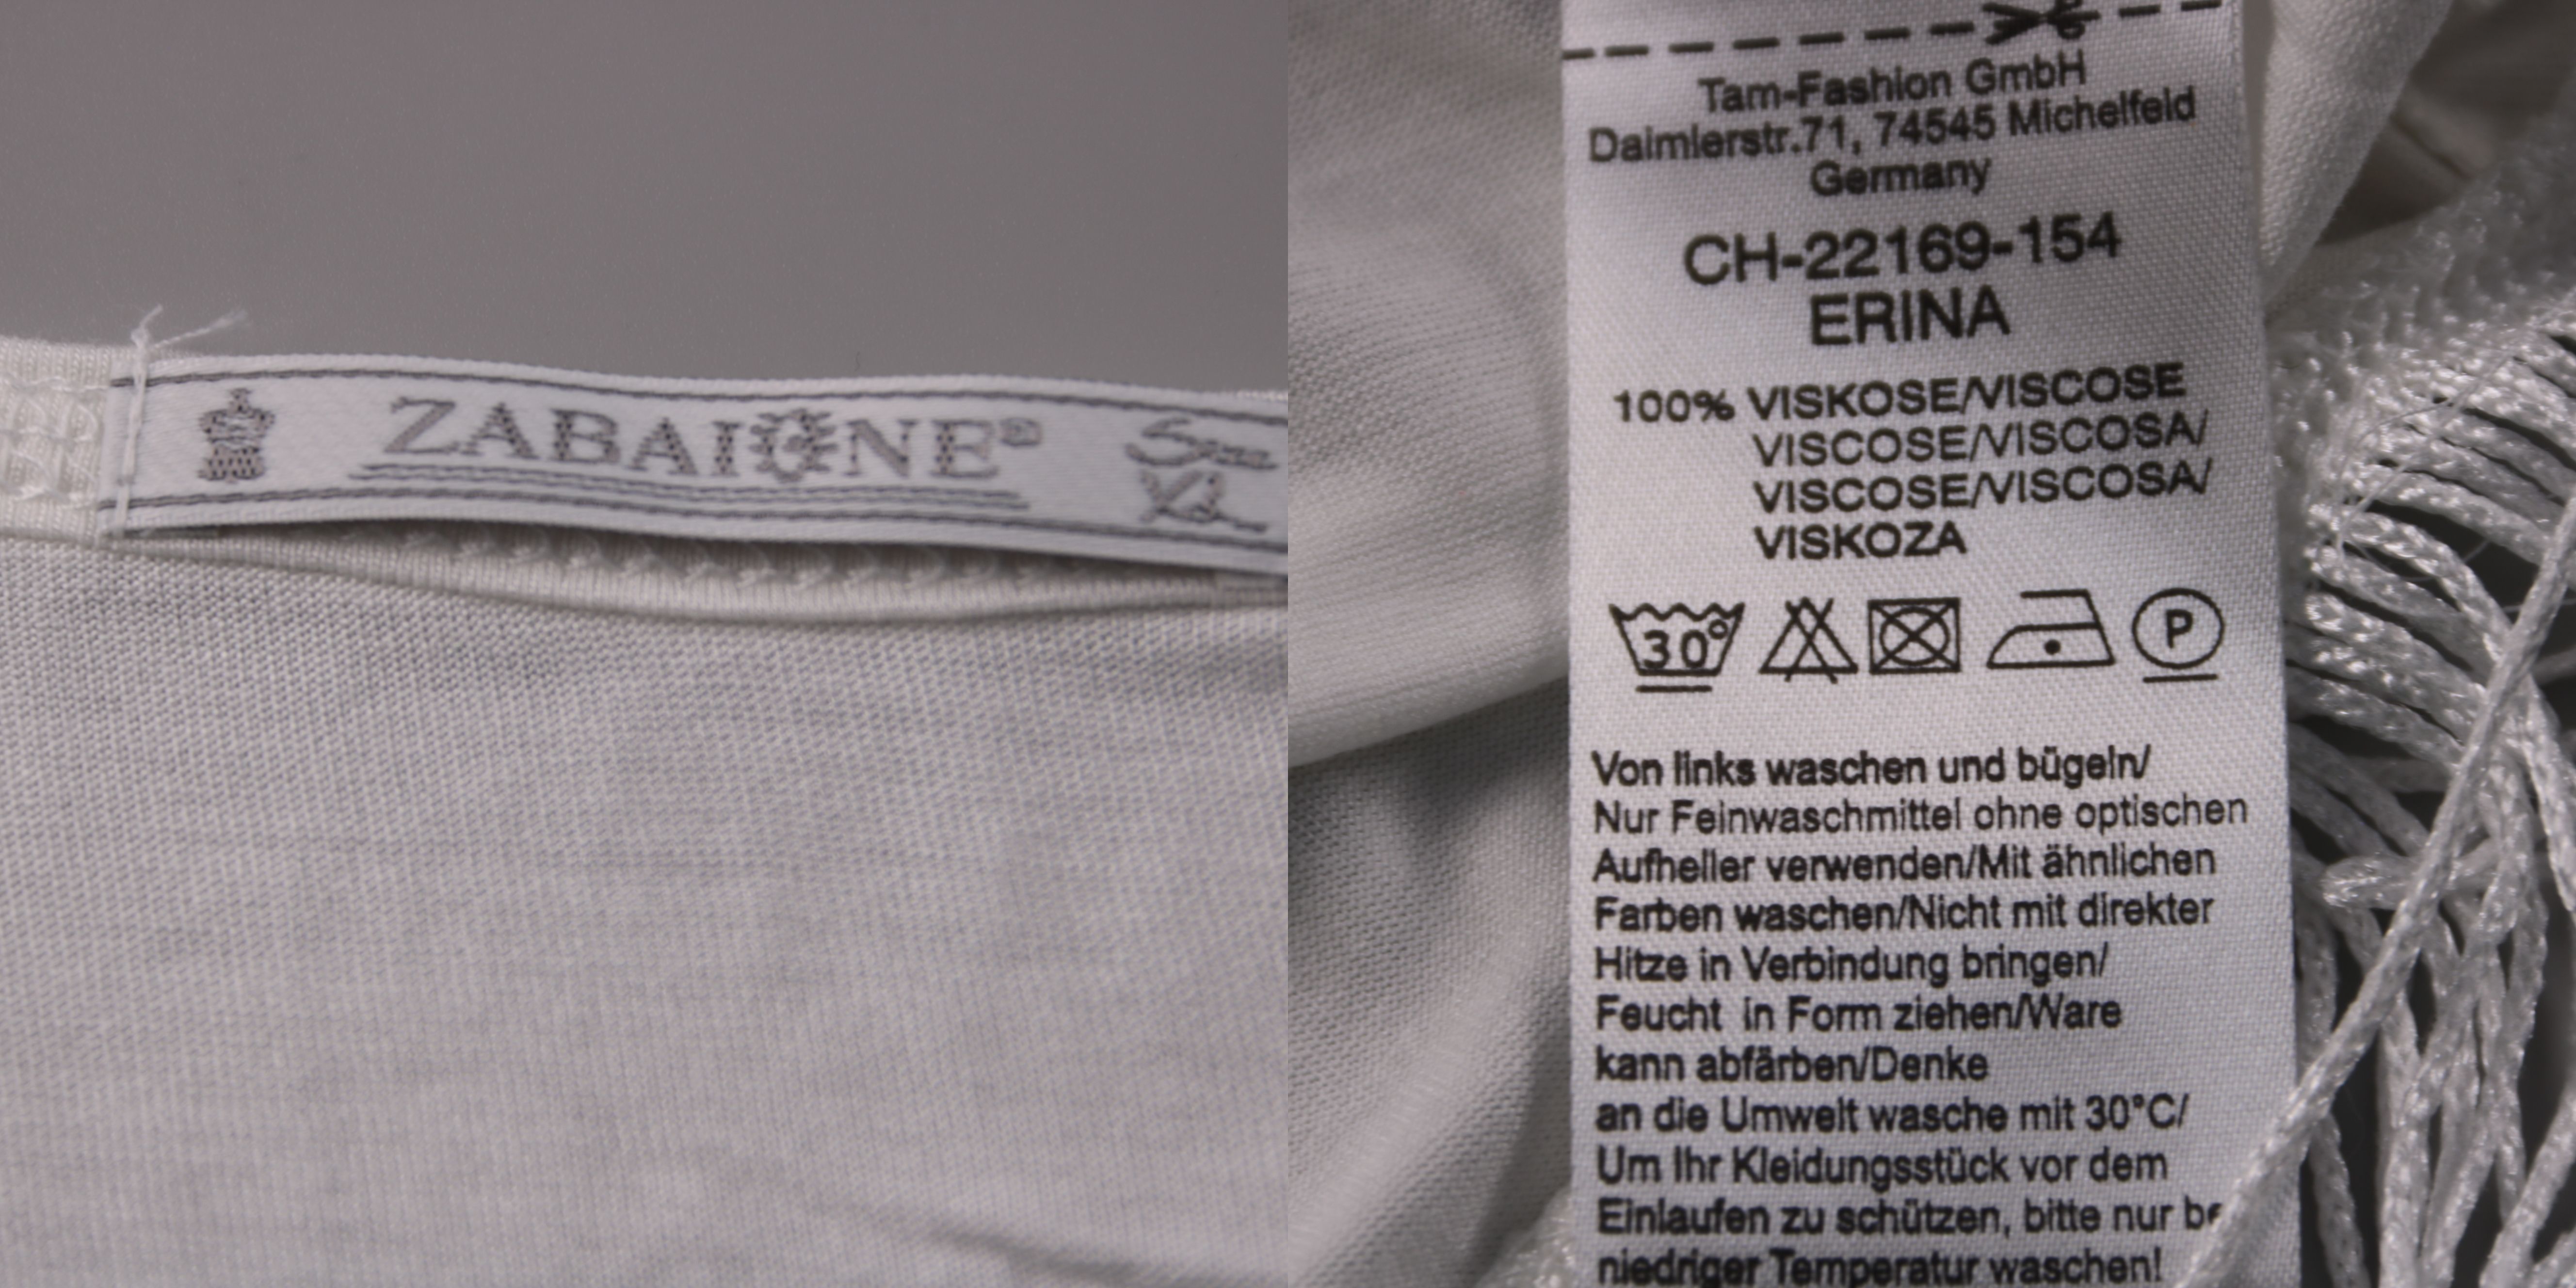 ZABAIONE®
Size
XL
Tam-Fashion GmbH
Daimlerstr.71, 74545 Michelfeld
Germany
CH-22169-154
ERINA
100% VISKOSE/VISCOSE
VISCOSE/VISCOSA/
VISCOSE/VISCOSA/
VISKOZA
30°
P
Von links waschen und bügeln/
Nur Feinwaschmittel ohne optischen
Aufheller verwenden/Mit ähnlichen
Farben waschen/Nicht mit direkter
Hitze in Verbindung bringen/
Feucht in Form ziehen/Ware
kann abfärben/Denke
an die Umwelt wasche mit 30°C/
Um Ihr Kleidungsstück vor dem
Einlaufen zu schützen, bitte nur
niedriger Temperatur waschen!